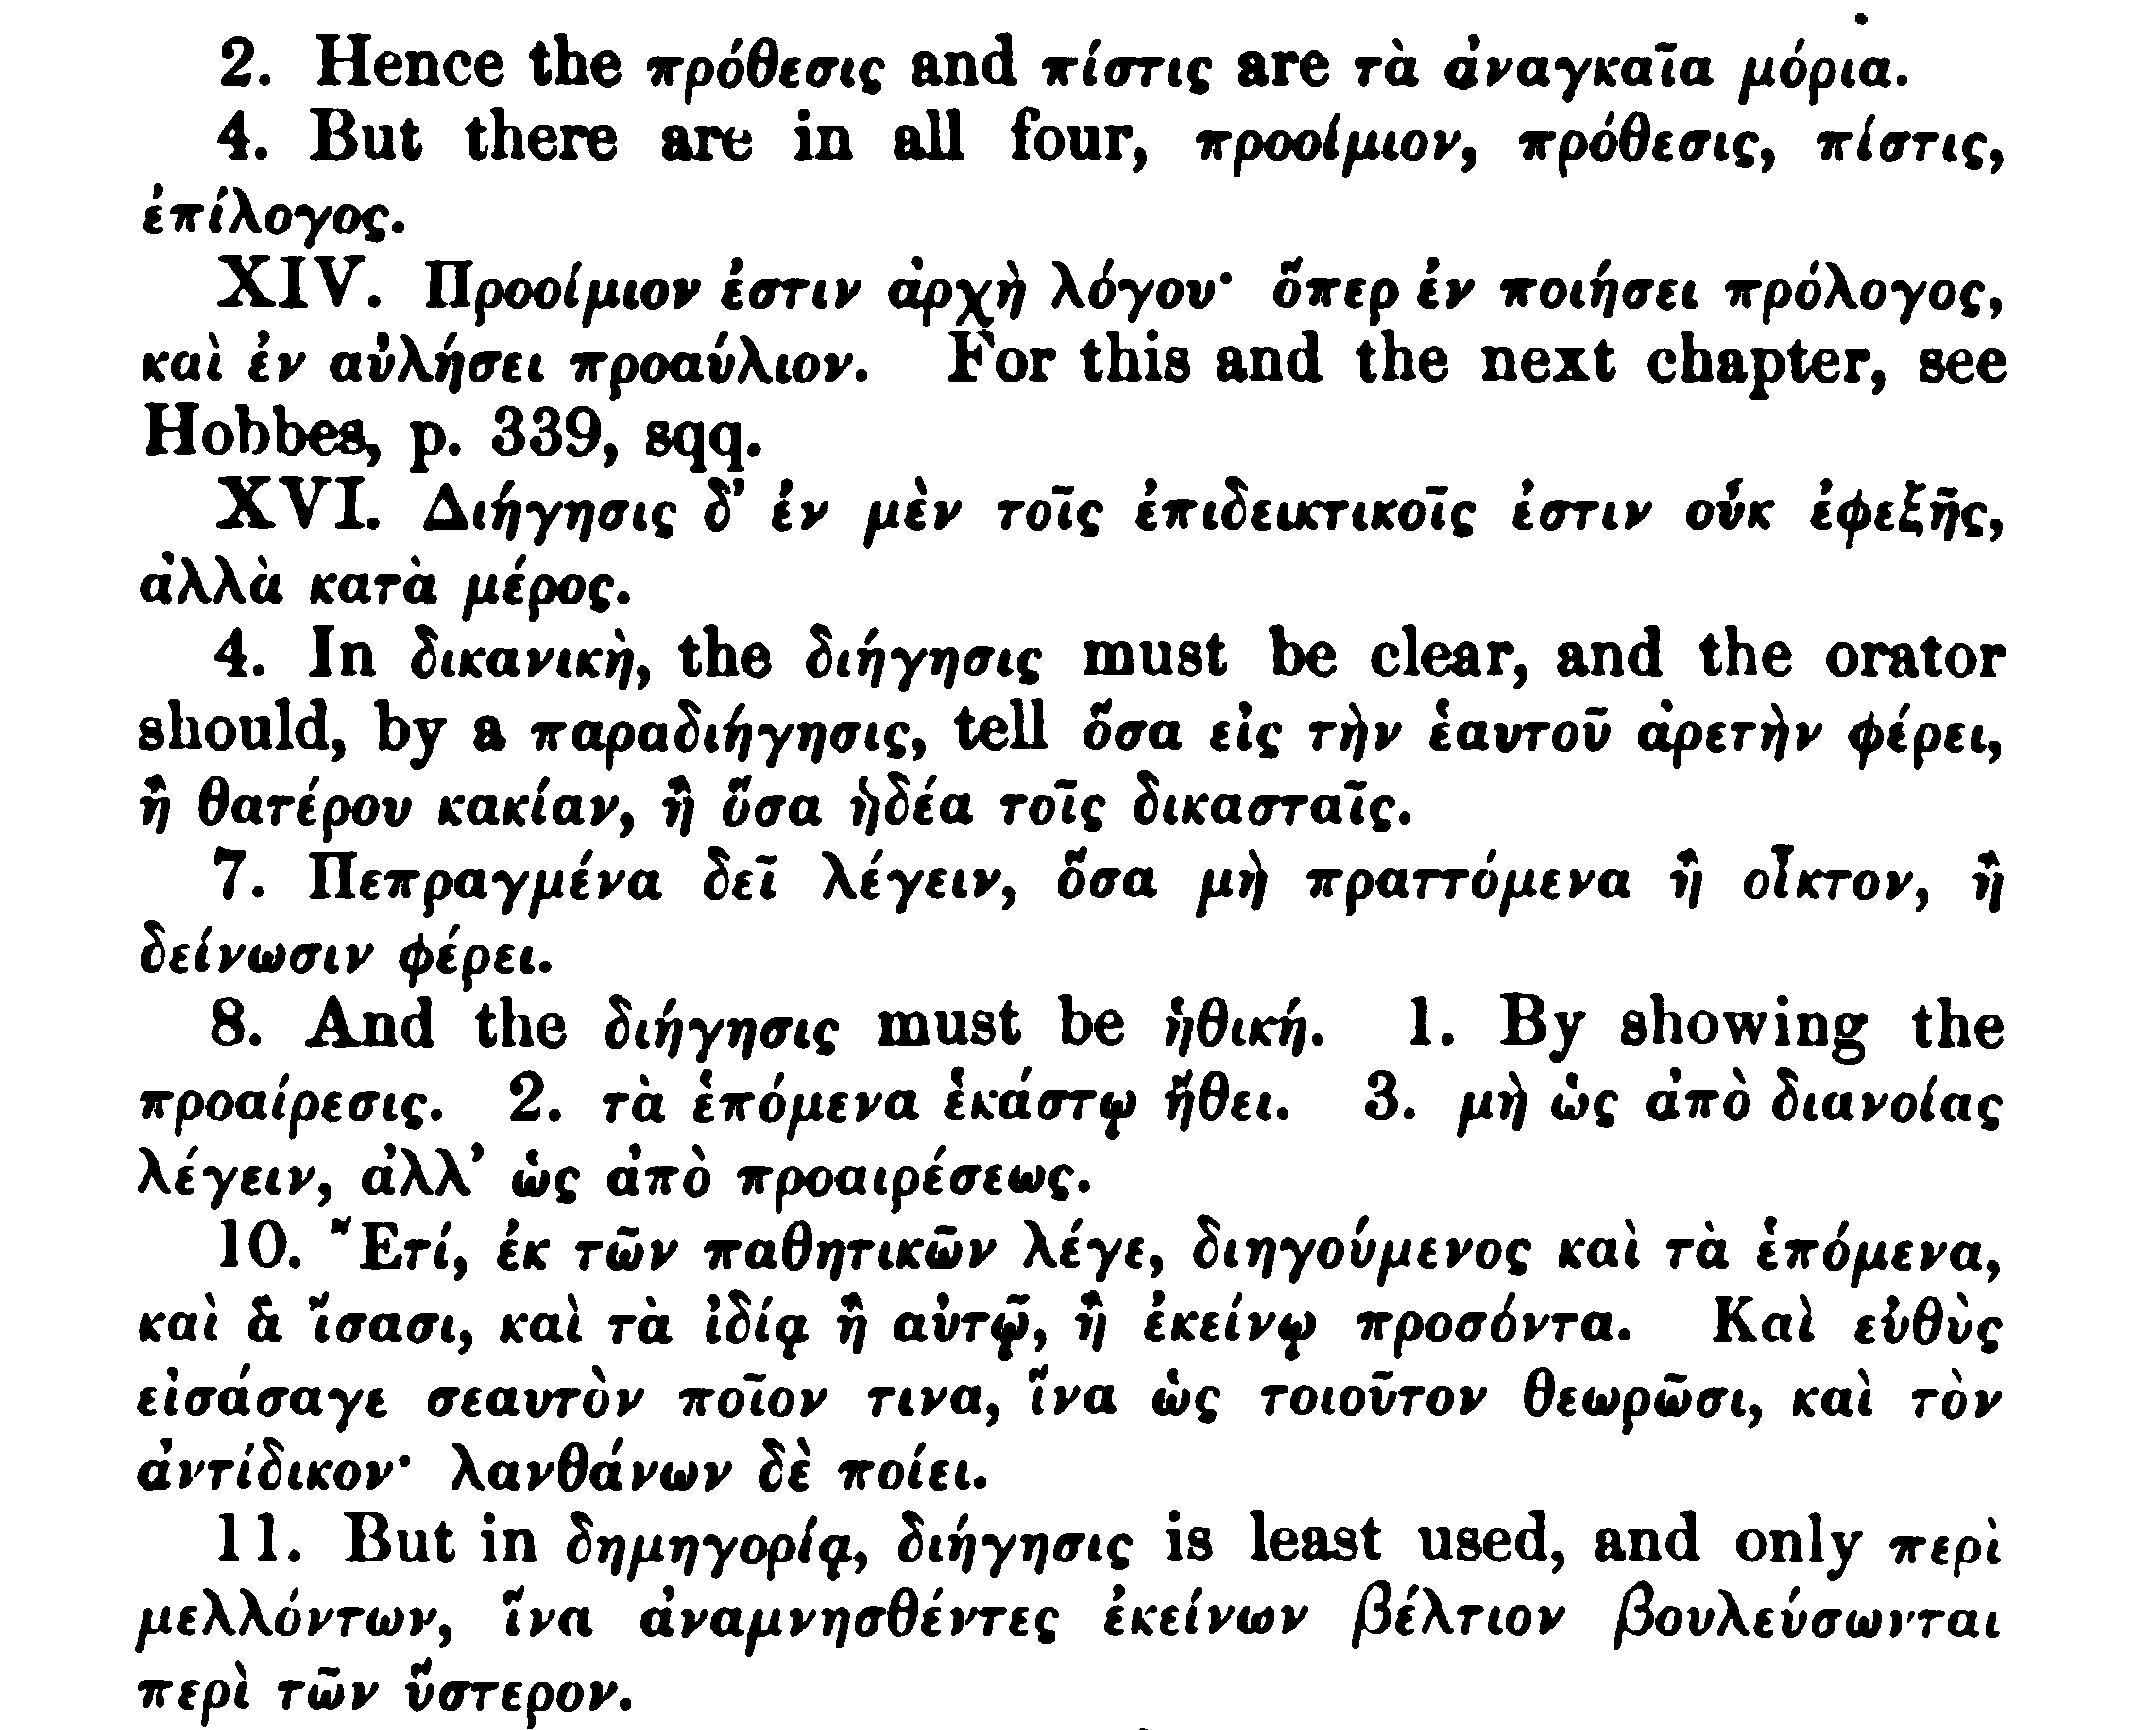 2. Hence the πρόθεσις and πίστις are τὰ ἀναγκαῖα μόρια.
4. But there are in all four, προοίμιον, πρόθεσις, πίστις,
ἐπίλογος.
XIV. Προοίμιον ἐστιν ἀρχὴ λόγου· ὅπερ ἐν ποιήσει πρόλογος,
καὶ ἐν αὐλήσει προαύλιον. For this and the next chapter, see
Hobbes, p. 339, sqq.
XVI. Διήγησις δ' ἐν μὲν τοῖς ἐπιδεικτικοῖς ἐστιν οὐκ ἐφεξῆς,
ἀλλὰ κατὰ μέρος.
4. In δικανικὴ, the διήγησις must be clear, and the orator
should, by a παραδιήγησις, tell ὅσα εἰς τὴν ἑαυτοῦ ἀρετὴν φέρει,
ἢ θατέρου κακίαν, ἢ ὅσα ἡδέα τοῖς δικασταῖς.
7. Πεπραγμένα δεῖ λέγειν, ὅσα μὴ πραττόμενα ἢ οἶκτον, ἢ
δείνωσιν φέρει.
8. And the διήγησις must be ἠθική. 1. By showing the
προαίρεσις. 2. τὰ ἑπόμενα ἑκάστῳ ἤθει. 3. μὴ ὡς ἀπὸ διανοίας
λέγειν, ἀλλ' ὡς ἀπὸ προαιρέσεως.
10. Ἔτί, ἐκ τῶν παθητικῶν λέγε, διηγούμενος καὶ τὰ ἑπόμενα,
καὶ ἃ ἴσασι, καὶ τὰ ἰδίᾳ ἢ αὐτῷ, ἢ ἐκείνῳ προσόντα. Καὶ εὐθὺς
εἰσάσαγε σεαυτὸν ποῖον τινα, ἵνα ὡς τοιοῦτον θεωρῶσι, καὶ τὸν
ἀντίδικον· λανθάνων δὲ ποίει.
11. But in δημηγορίᾳ, διήγησις is least used, and only περὶ
μελλόντων, ἵνα ἀναμνησθέντες ἐκείνων βέλτιον βουλεύσωνται
περὶ τῶν ὕστερον.